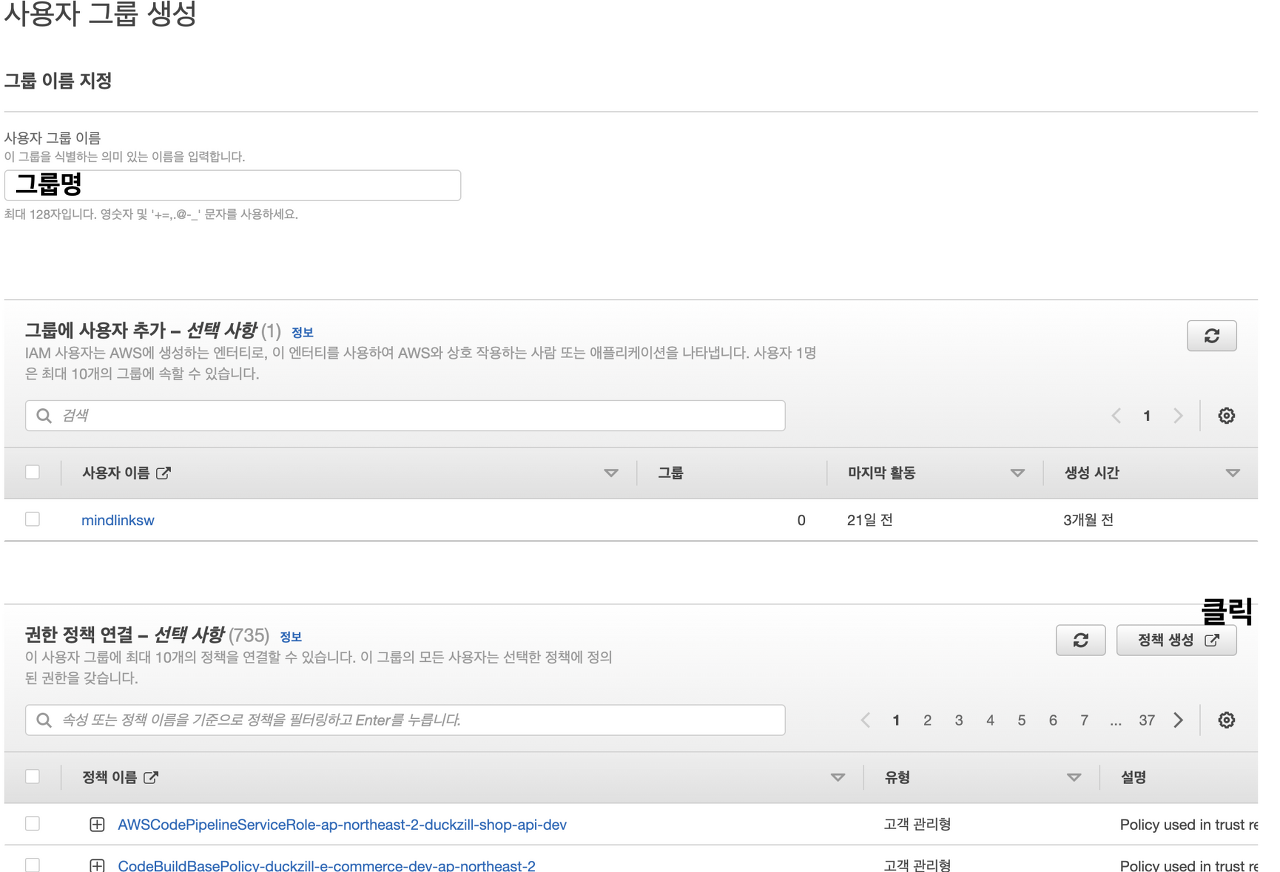 사용자 그룹 생성
그룹 이름 지정
사용자 그룹 이름
이 그룹을 식별하는 의미 있는 이름을 입력합니다.
그룹명
최대 128자입니다. 영숫자 및 '+=,.@-_' 문자를 사용하세요.
그룹에 사용자 추가 – 선택 사항 (1) 정보
IAM 사용자는 AWS에 생성하는 엔터티로, 이 엔터티를 사용하여 AWS와 상호 작용하는 사람 또는 애플리케이션을 나타냅니다. 사용자 1명
은 최대 10개의 그룹에 속할 수 있습니다.
검색
1
사용자 이름 그룹 마지막 활동 생성 시간
mindlinksw 0 21일 전 3개월 전
클릭
권한 정책 연결 – 선택 사항 (735) 정보
정책 생성
이 사용자 그룹에 최대 10개의 정책을 연결할 수 있습니다. 이 그룹의 모든 사용자는 선택한 정책에 정의
된 권한을 갖습니다.
속성 또는 정책 이름을 기준으로 정책을 필터링하고 Enter를 누릅니다.
1 2 3 4 5 6 7 ... 37
정책 이름 유형 설명
AWSCodePipelineServiceRole-ap-northeast-2-duckzill-shop-api-dev 고객 관리형 Policy used in trust re
CodeBuildBasePolicy-duckzill-e-commerce-dev-ap-northeast-2 고객 관리형 Policy used in trust re